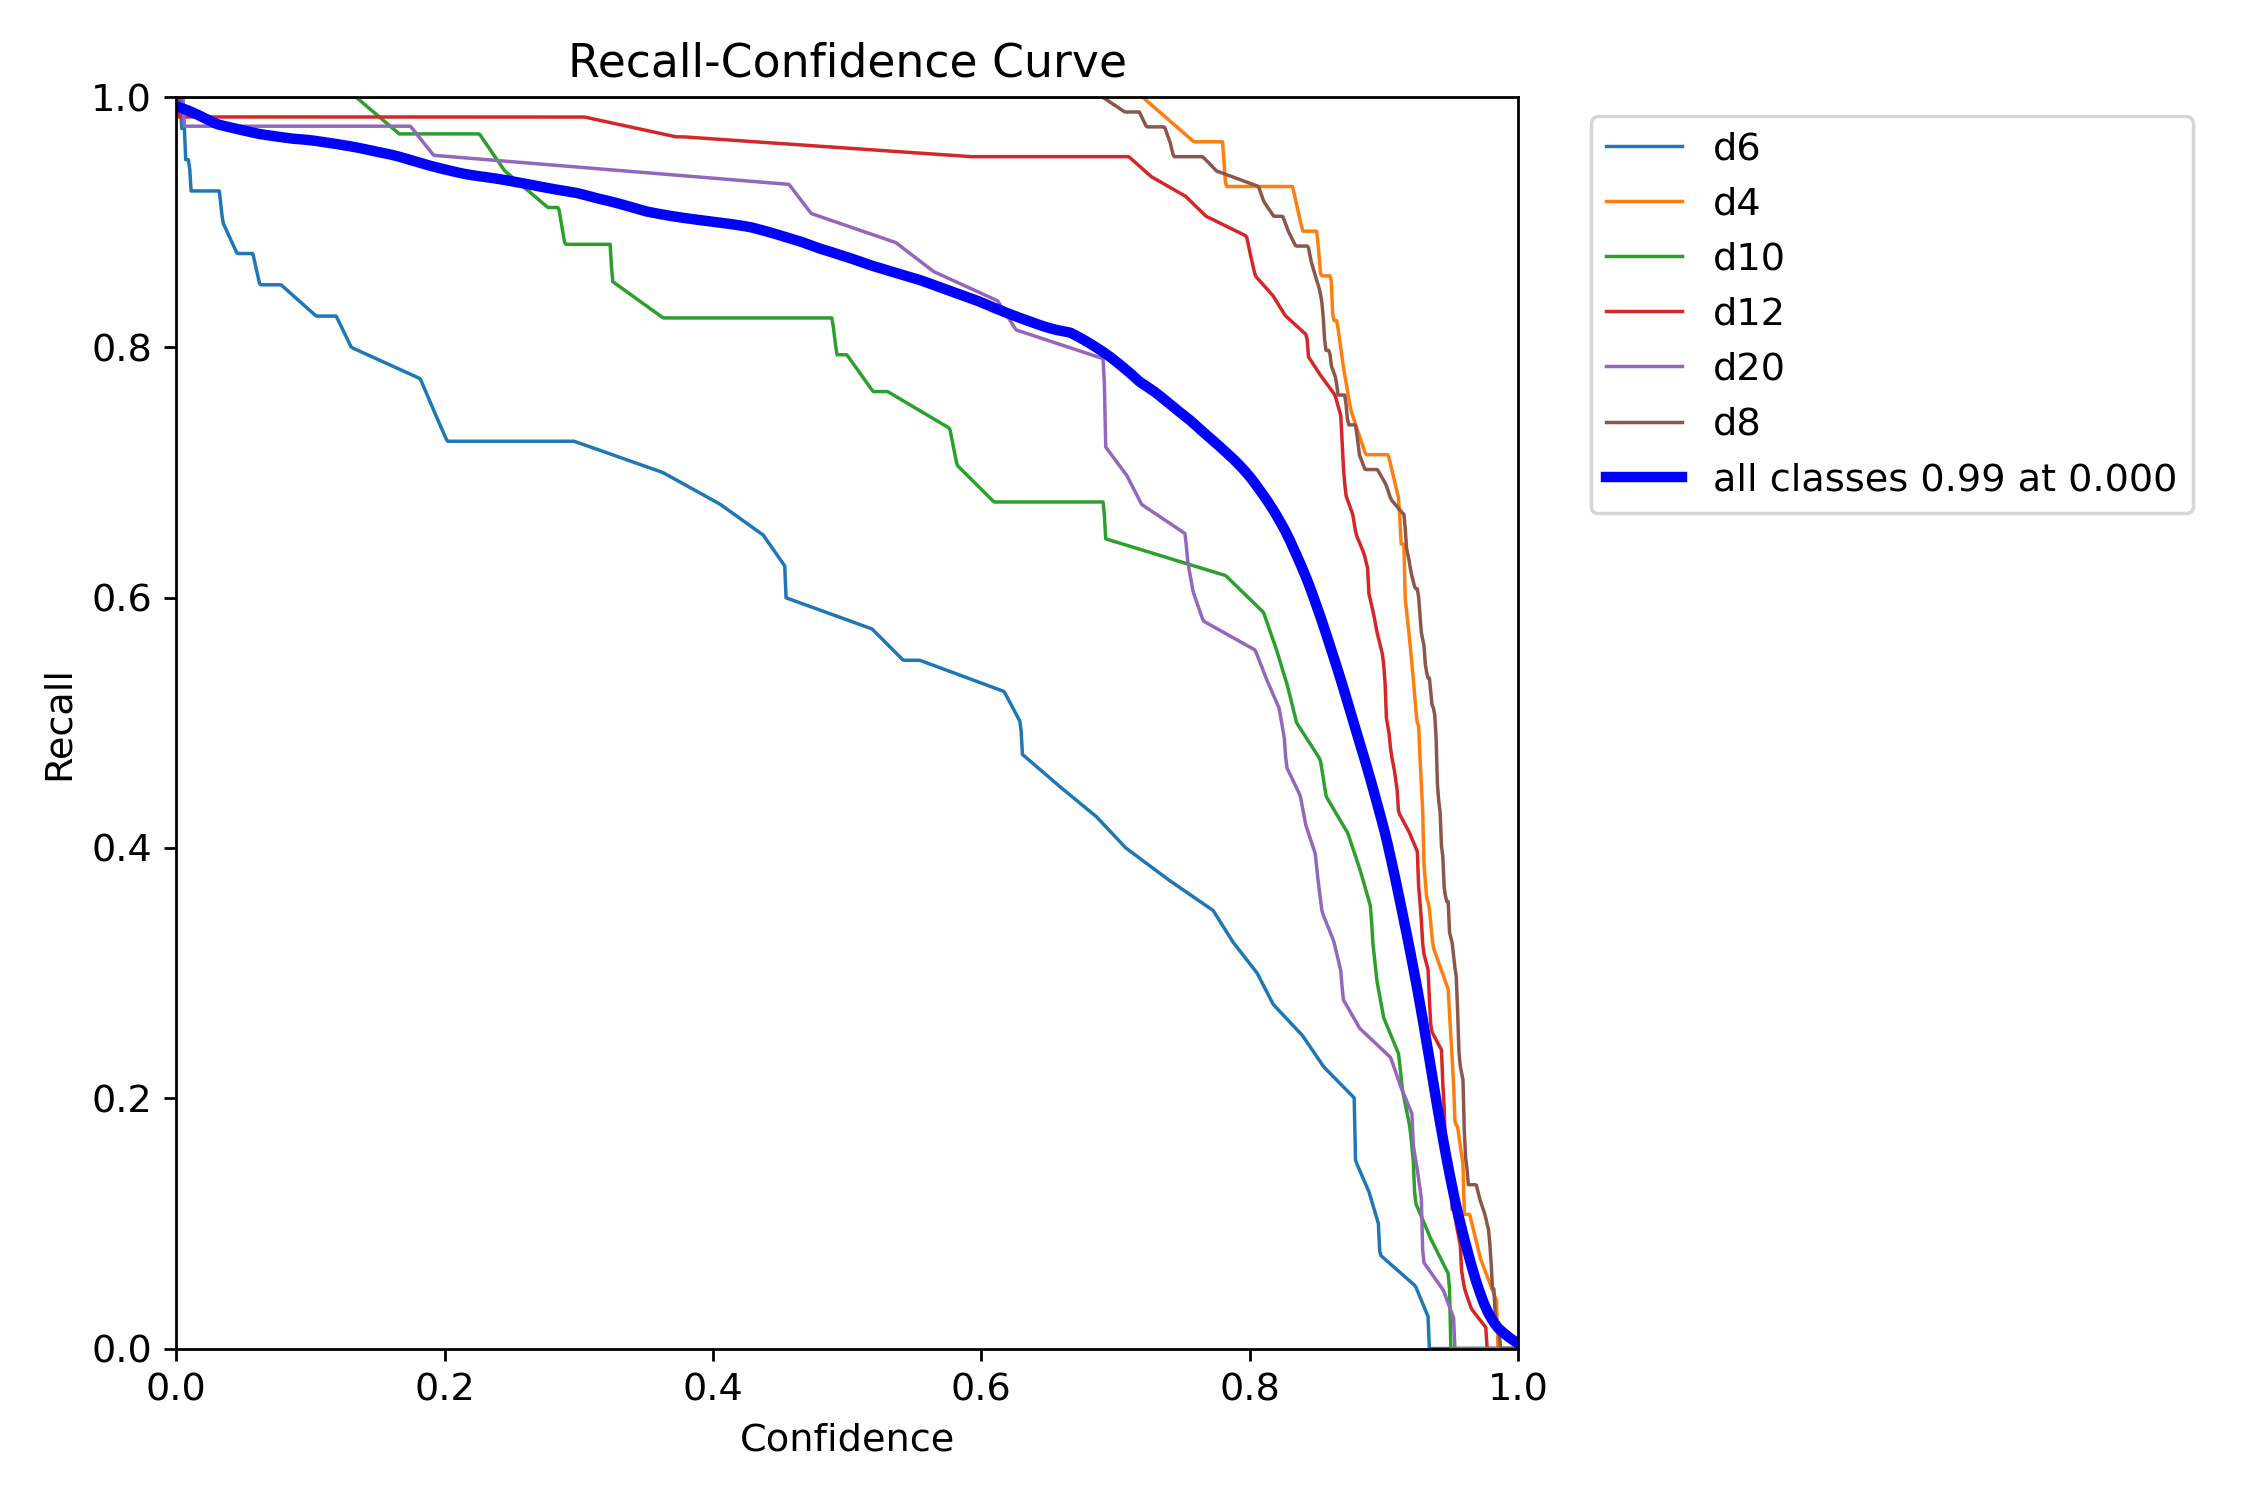 Recall-Confidence Curve
1.0
0.8
0.6
0.4
0.2
0.0
Recall
0.0 0.2 0.4 0.6 0.8 1.0
Confidence
d6
d4
d10
d12
d20
d8
all classes 0.99 at 0.000